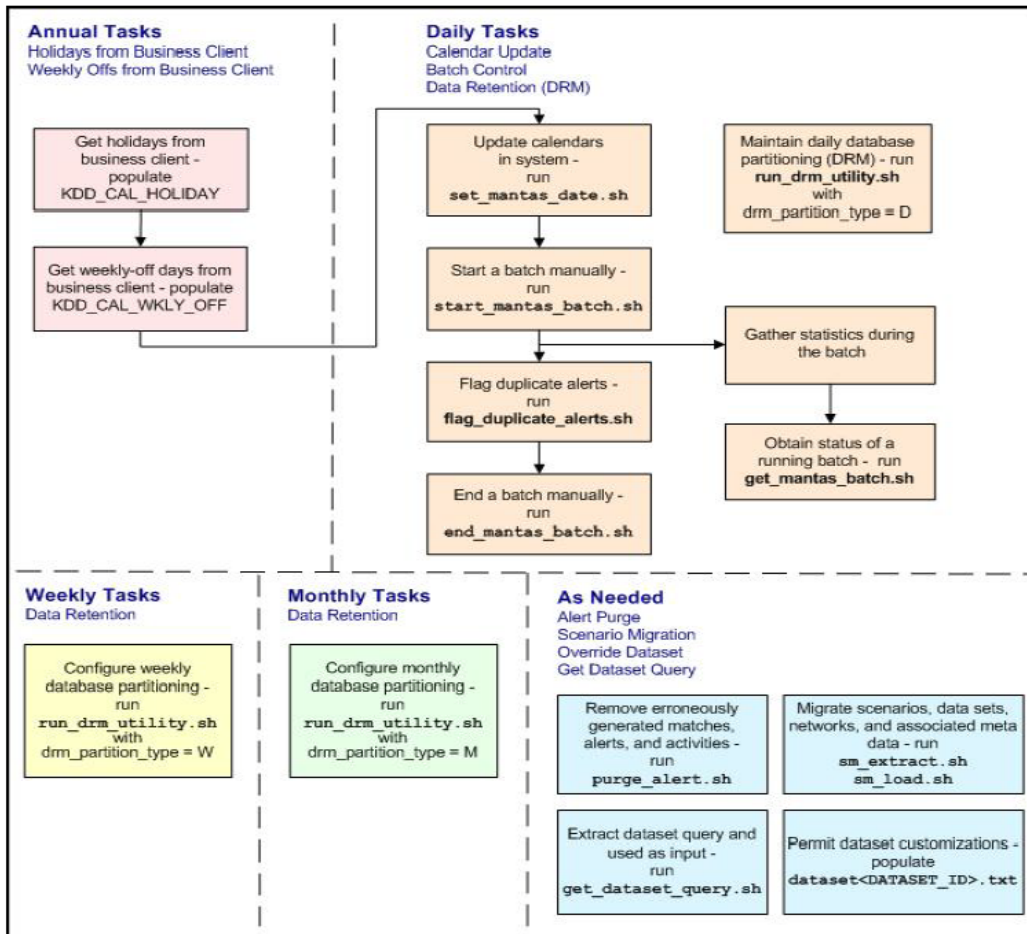 Annual Tasks
Holidays from Business Client
Weekly Offs from Business Client
Get holidays from
business client -
populate
KDD_CAL_HOLIDAY
Get weekly-off days from
business client - populate
KDD_CAL_WKLY_OFF
Daily Tasks
Calendar Update
Batch Control
Data Retention (DRM)
Update calendars
in system -
run
set_mantas_date.sh
Start a batch manually -
run
start_mantas_batch.sh
Flag duplicate alerts -
run
flag_duplicate_alerts.sh
End a batch manually -
run
end_mantas_batch.sh
Maintain daily database
partitioning (DRM) - run
run_drm_utility.sh
with
drm_partition_type = D
Gather statistics during
the batch
Obtain status of a
running batch - run
get_mantas_batch.sh
Weekly Tasks
Data Retention
Configure weekly
database partitioning -
run
run_drm_utility.sh
with
drm_partition_type = W
Monthly Tasks
Data Retention
Configure monthly
database partitioning -
run
run_drm_utility.sh
with
drm_partition_type = M
As Needed
Alert Purge
Scenario Migration
Override Dataset
Get Dataset Query
Remove erroneously
generated matches,
alerts, and activities -
run
purge_alert.sh
Migrate scenarios, data sets,
networks, and associated meta
data - run
sm_extract.sh
sm_load.sh
Extract dataset query and
used as input -
run
get_dataset_query.sh
Permit dataset customizations -
populate
dataset<DATASET_ID>.txt